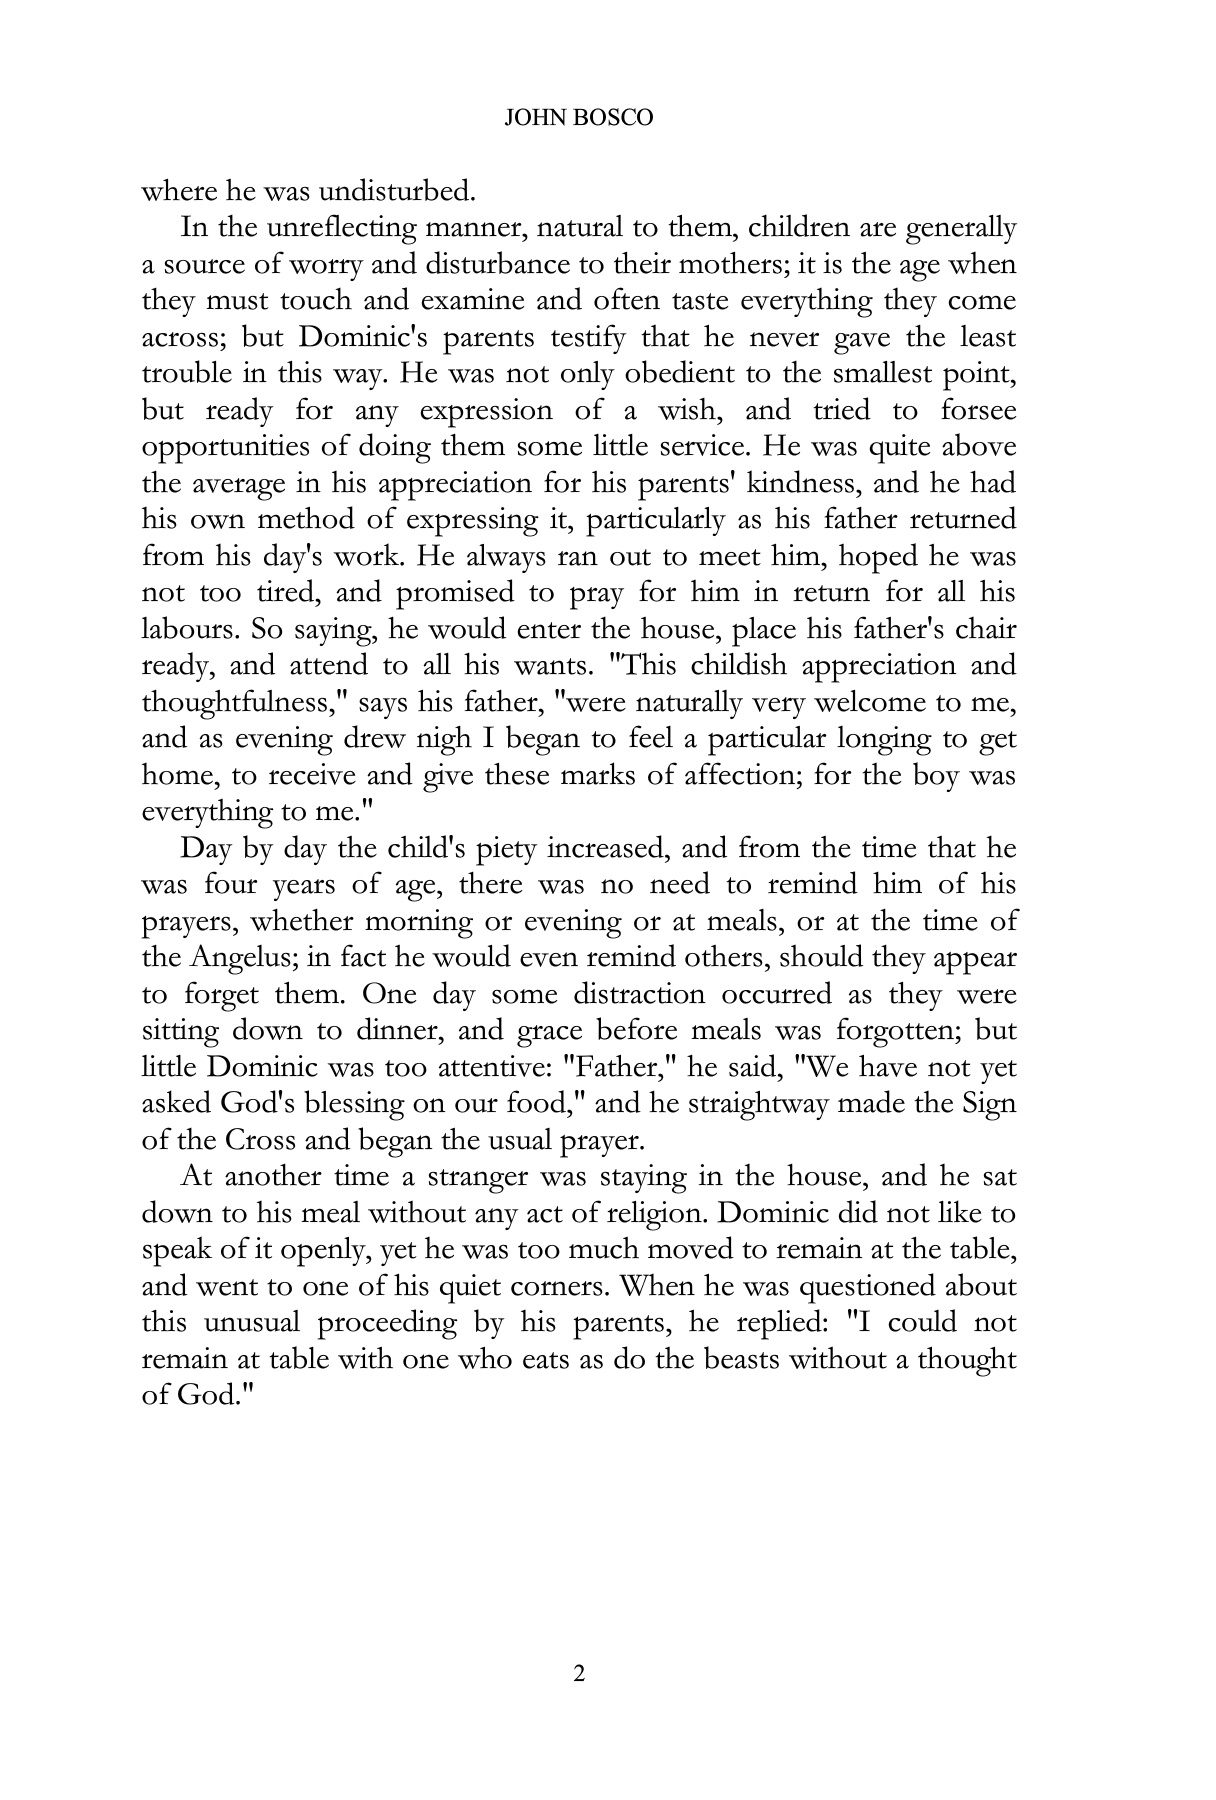 JOHN BOSCO
where he was undisturbed.
In the unreflecting manner, natural to them, children are generally
a source of worry and disturbance to their mothers; it is the age when
they must touch and examine and often taste everything they come
across; but Dominic's parents testify that he never gave the least
trouble in this way. He was not only obedient to the smallest point,
but ready for any expression of a wish, and tried to forsee
opportunities of doing them some little service. He was quite above
the average in his appreciation for his parents' kindness, and he had
his own method of expressing it, particularly as his father returned
from his day's work. He always ran out to meet him, hoped he was
not too tired, and promised to pray for him in return for all his
labours. So saying, he would enter the house, place his father's chair
ready, and attend to all his wants. "This childish appreciation and
thoughtfulness," says his father, "were naturally very welcome to me,
and as evening drew nigh I began to feel a particular longing to get
home, to receive and give these marks of affection; for the boy was
everything to me."
Day by day the child's piety increased, and from the time that he
was four years of age, there was no need to remind him of his
prayers, whether morning or evening or at meals, or at the time of
the Angelus; in fact he would even remind others, should they appear
to forget them. One day some distraction occurred as they were
sitting down to dinner, and grace before meals was forgotten; but
little Dominic was too attentive: "Father," he said, "We have not yet
asked God's blessing on our food," and he straightway made the Sign
of the Cross and began the usual prayer.
At another time a stranger was staying in the house, and he sat
down to his meal without any act of religion. Dominic did not like to
speak of it openly, yet he was too much moved to remain at the table,
and went to one of his quiet corners. When he was questioned about
this unusual proceeding by his parents, he replied: "I could not
remain at table with one who eats as do the beasts without a thought
of God."
2